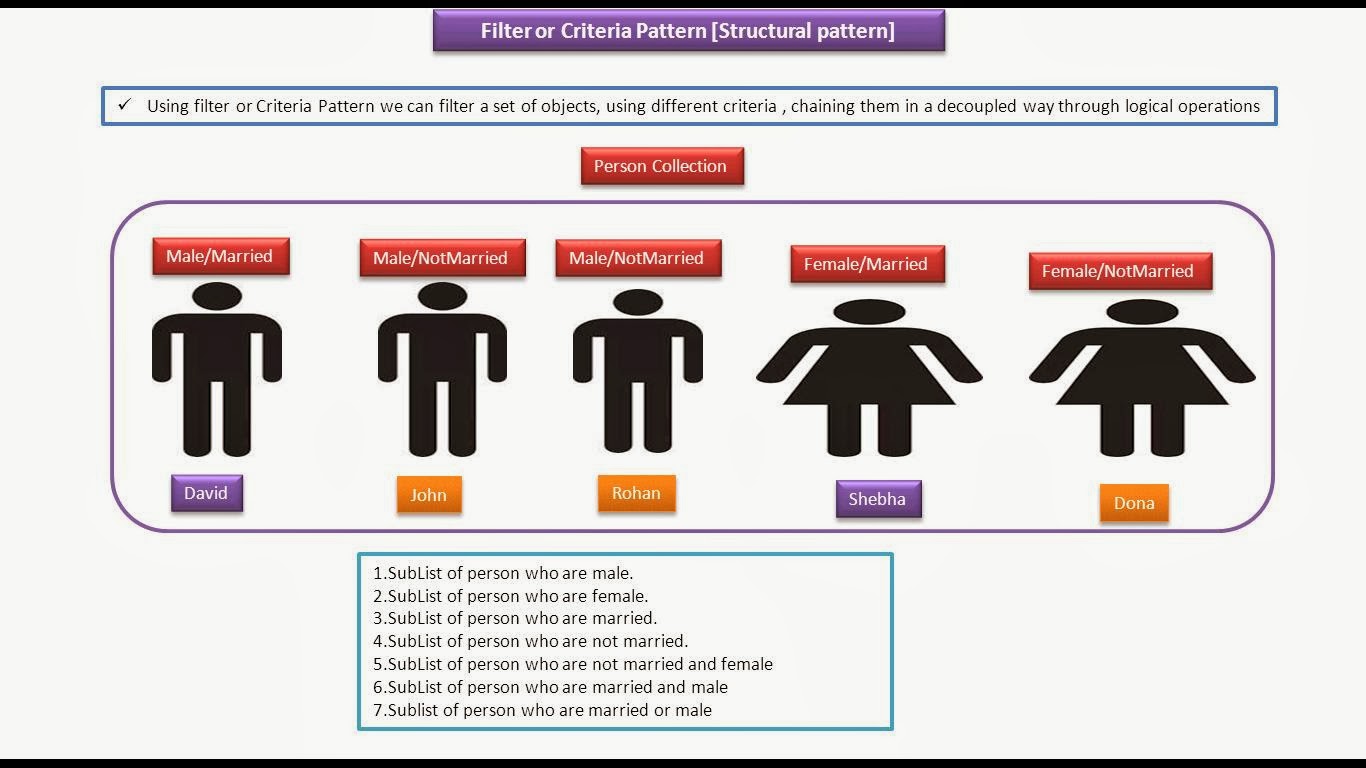 Filter or Criteria Pattern [Structural pattern]
✓ Using filter or Criteria Pattern we can filter a set of objects, using different criteria , chaining them in a decoupled way through logical operations
Person Collection
Male/Married
Male/NotMarried
Male/NotMarried
Female/Married
Female/NotMarried
David
John
Rohan
Shebha
Dona
1.SubList of person who are male.
2.SubList of person who are female.
3.SubList of person who are married.
4.SubList of person who are not married.
5.SubList of person who are not married and female
6.SubList of person who are married and male
7.Sublist of person who are married or male